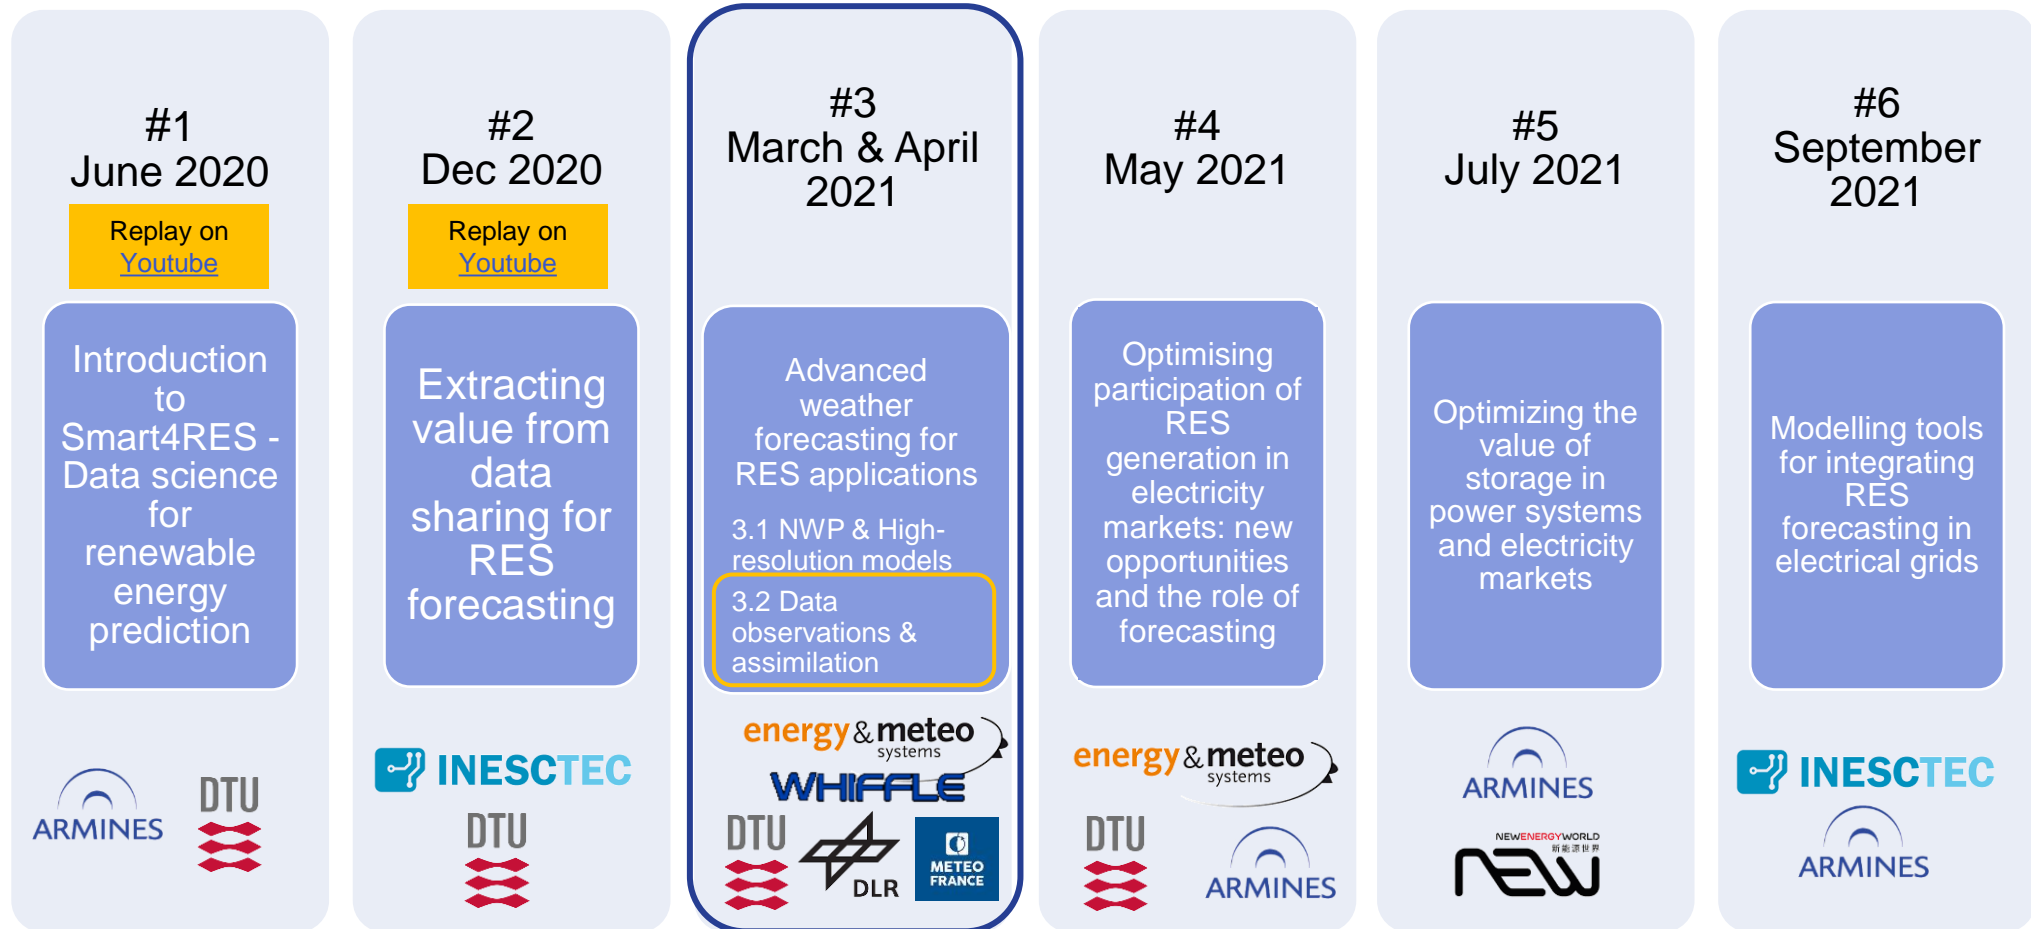 #1
June 2020
Replay on
Youtube
Introduction
to
Smart4RES -
Data science
for
renewable
energy
prediction
ARMINES
DTU
#2
Dec 2020
Replay on
Youtube
Extracting
value from
data
sharing for
RES
forecasting
INESCTEC
DTU
#3
March & April
2021
Advanced
weather
forecasting for
RES applications
3.1 NWP & High-
resolution models
3.2 Data
observations &
assimilation
energy & meteo
systems
WHIFFLE
DTU
DLR
METEO
FRANCE
#4
May 2021
Optimising
participation of
RES
generation in
electricity
markets: new
opportunities
and the role of
forecasting
energy & meteo
systems
DTU
ARMINES
#5
July 2021
Optimizing the
value of
storage in
power systems
and electricity
markets
ARMINES
NEWENERGYWORLD
新能源世界
NEW
#6
September
2021
Modelling tools
for integrating
RES
forecasting in
electrical grids
INESCTEC
ARMINES